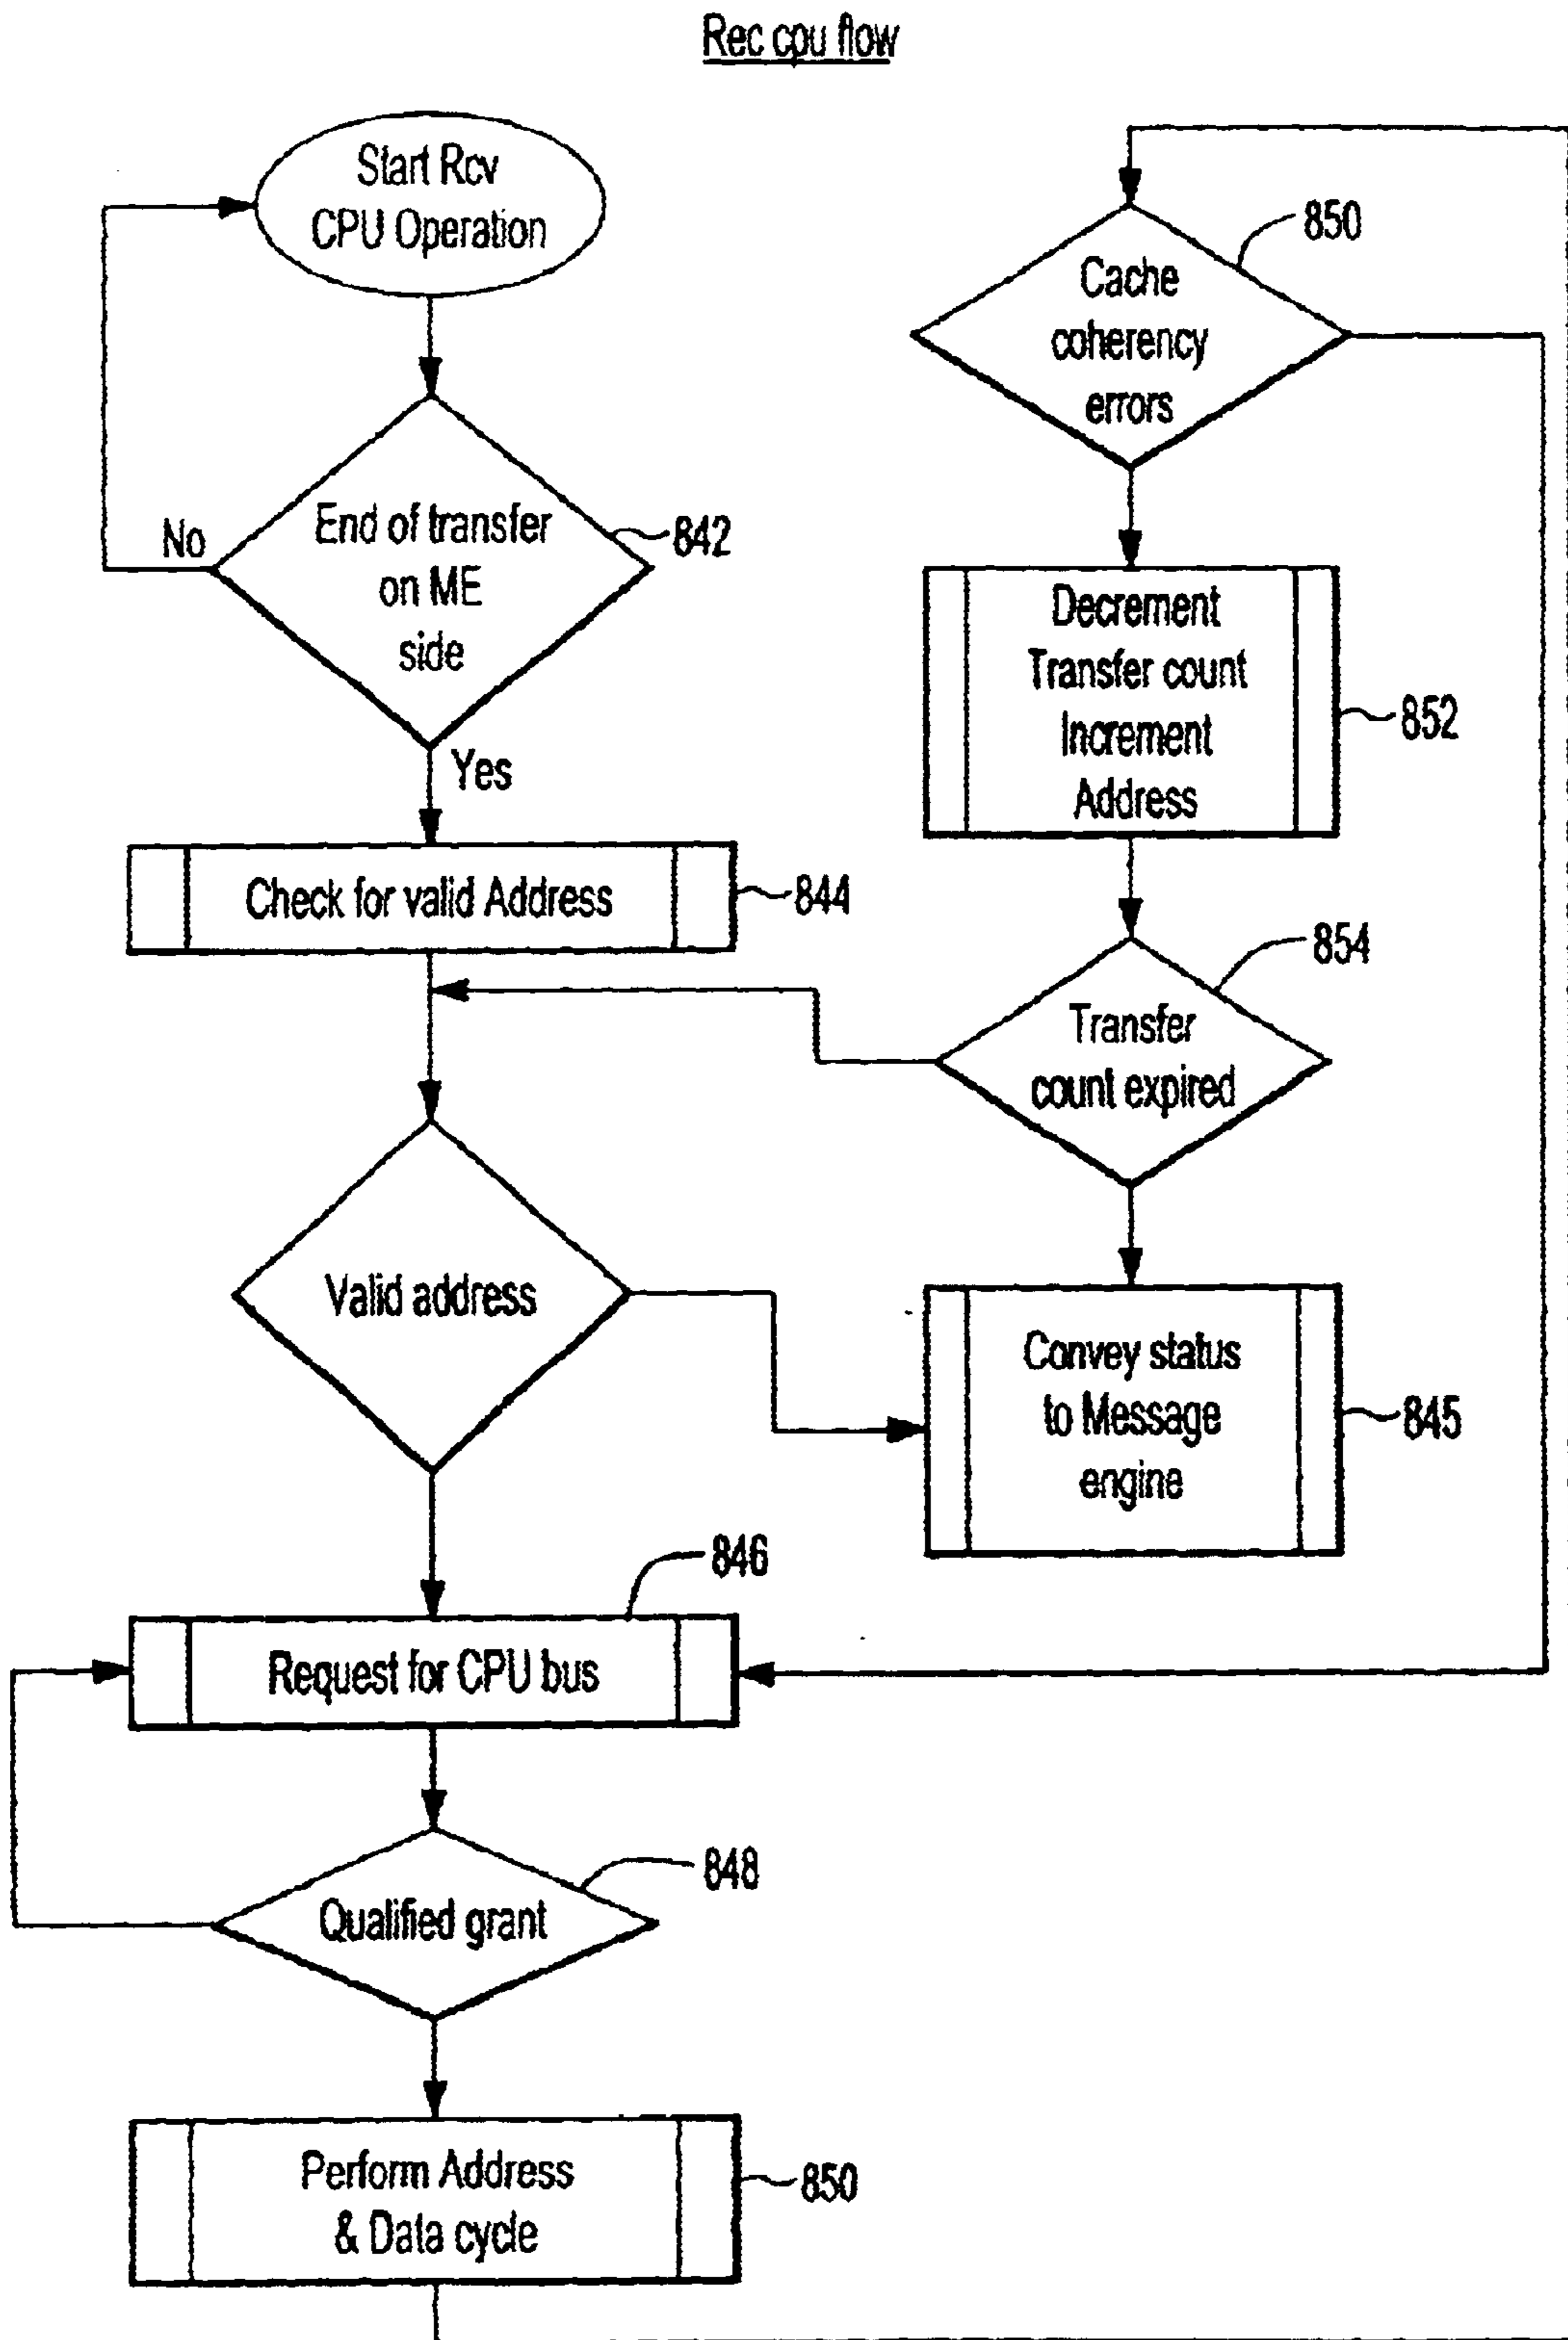 Rec cpu flow
Start Rcv
CPU Operation
End of transfer
on ME
side
842
No
Yes
Check for valid Address
844
Valid address
846
Request for CPU bus
Qualified grant
848
Perform Address
& Data cycle
850
850
Cache
coherency
errors
Decrement
Transfer count
Increment
Address
852
854
Transfer
count expired
Convey status
to Message
engine
845